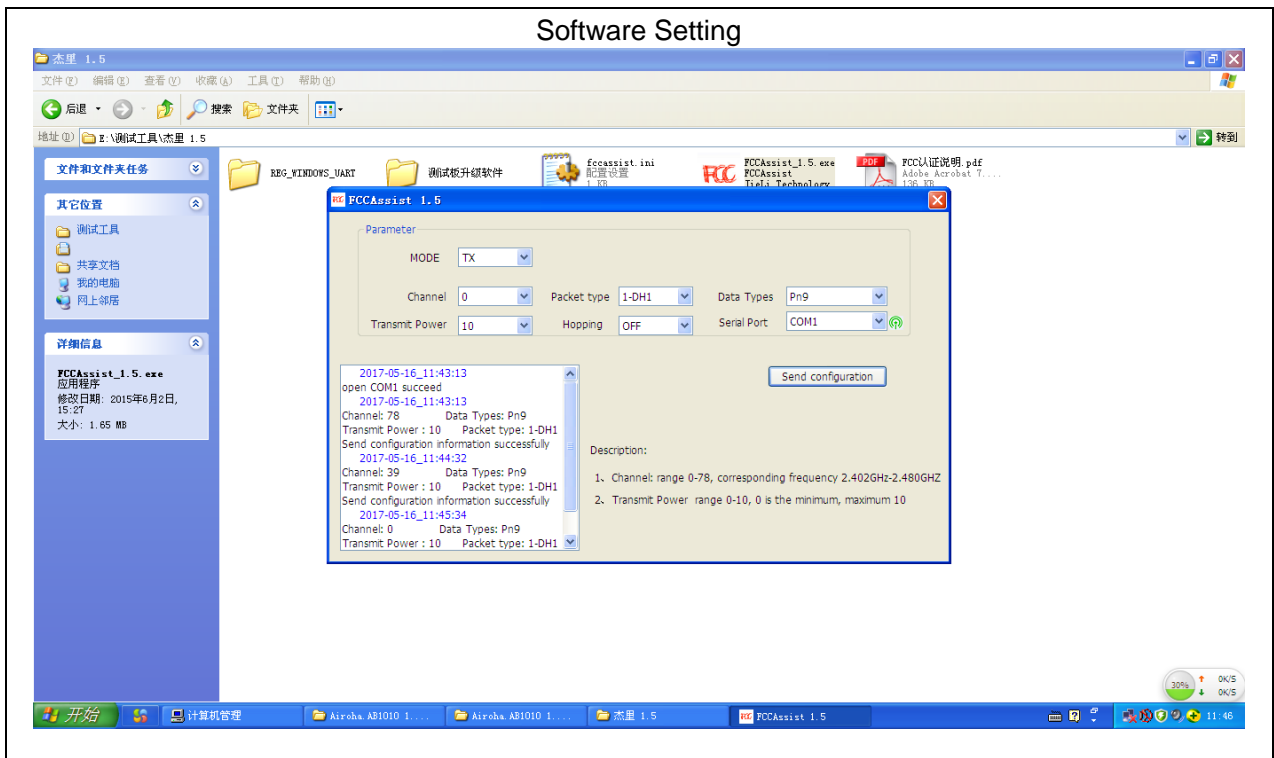 Software Setting
杰里 1.5
文件(F) 编辑(E) 查看(V) 收藏(A) 工具(T) 帮助(H)
后退 搜索 文件夹
地址(D) E:\测试工具\杰里 1.5 转到
文件和文件夹任务
其它位置
测试工具
共享文档
我的电脑
网上邻居
详细信息
FCCAssist_1.5.exe
应用程序
修改日期: 2015年6月2日,
15:27
大小: 1.65 MB
REG_WINDOWS_UART
测试板升级软件
fccassist.ini
配置设置
1 KB
FCC
FCCAssist_1.5.exe
FCCAssist
TieLi Technology
PDF
FCC认证说明.pdf
Adobe Acrobat 7....
136 KB
FCCAssist 1.5
Parameter
MODE TX
Channel 0 Packet type 1-DH1 Data Types Pn9
Transmit Power 10 Hopping OFF Serial Port COM1
2017-05-16_11:43:13
open COM1 succeed
2017-05-16_11:43:13
Channel: 78 Data Types: Pn9
Transmit Power : 10 Packet type: 1-DH1
Send configuration information successfully
2017-05-16_11:44:32
Channel: 39 Data Types: Pn9
Transmit Power : 10 Packet type: 1-DH1
Send configuration information successfully
2017-05-16_11:45:34
Channel: 0 Data Types: Pn9
Transmit Power : 10 Packet type: 1-DH1
Send configuration
Description:
1、Channel: range 0-78, corresponding frequency 2.402GHz-2.480GHZ
2、Transmit Power range 0-10, 0 is the minimum, maximum 10
30% 0K/S
0K/S
开始 计算机管理 Airoha.AB1010 1.... Airoha.AB1010 1.... 杰里 1.5 FCCAssist 1.5 11:46